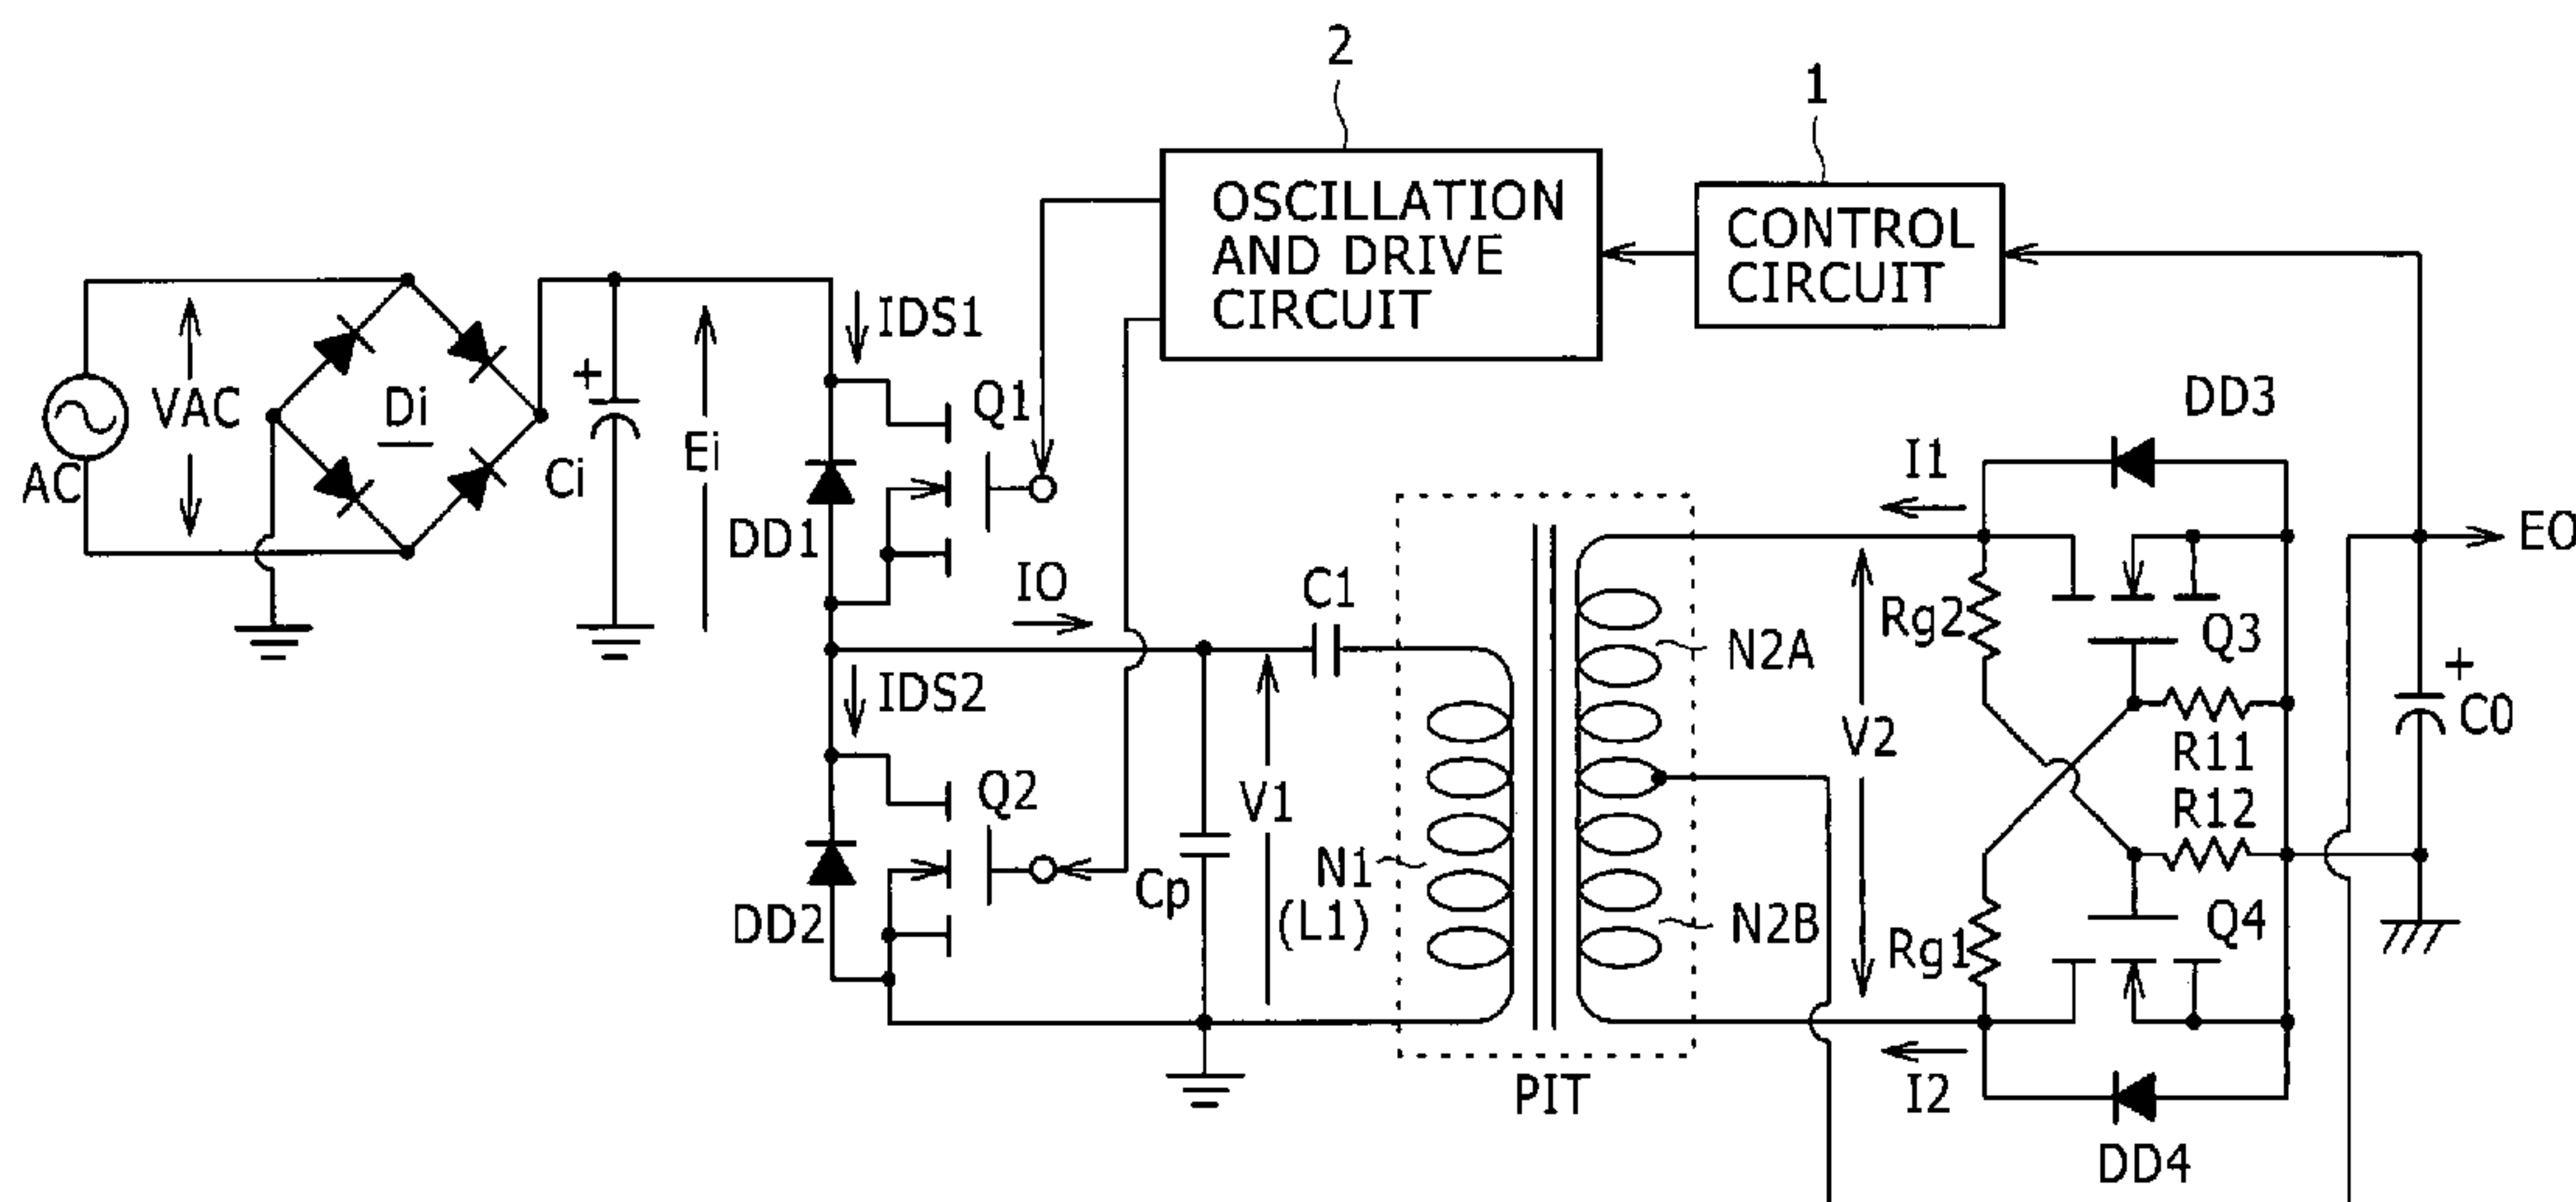 2
1
OSCILLATION
AND DRIVE
CIRCUIT
CONTROL
CIRCUIT
IDS1
VAC
Di
+
Q1
DD3
AC
Ci
Ei
I1
DD1
EO
IO
C1
Rg2
N2A
Q3
+
IDS2
V2
C0
R11
Q2
V1
R12
N1
(L1)
Cp
DD2
N2B
Rg1
Q4
PIT
I2
DD4